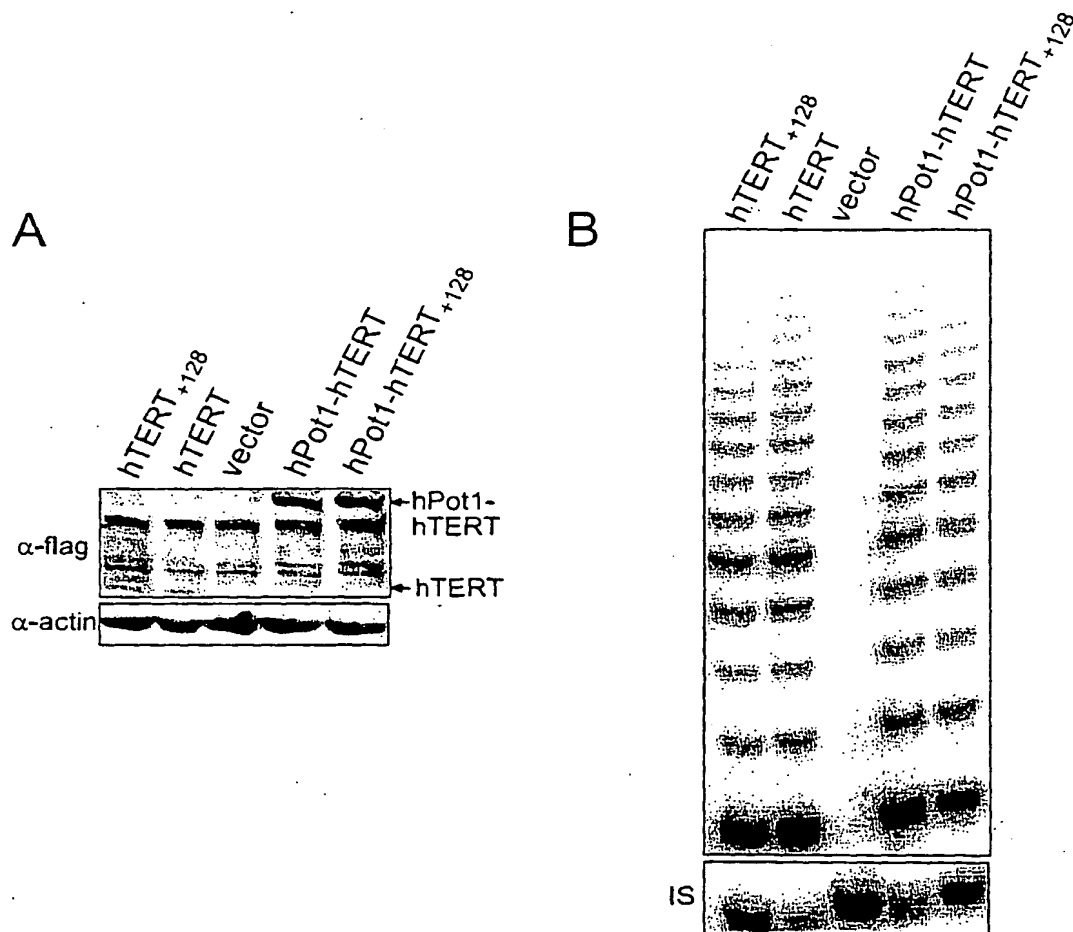 A
hTERT+128
hTERT
vector
hPot1-hTERT
hPot1-hTERT+128
α-flag
hPot1-
hTERT
hTERT
α-actin
B
hTERT+128
hTERT
vector
hPot1-hTERT
hPot1-hTERT+128
IS